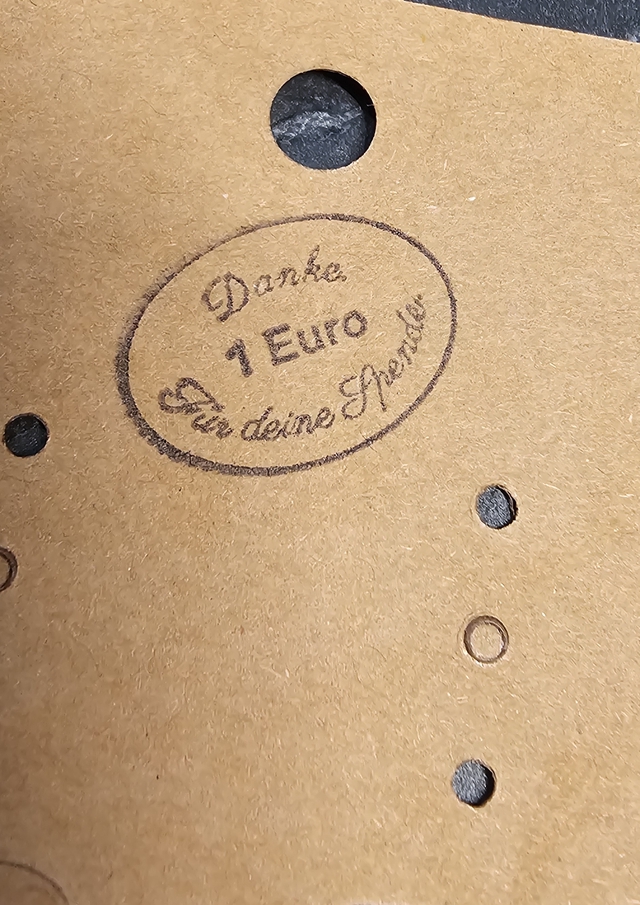 Danke
1 Euro
Für deine Spende